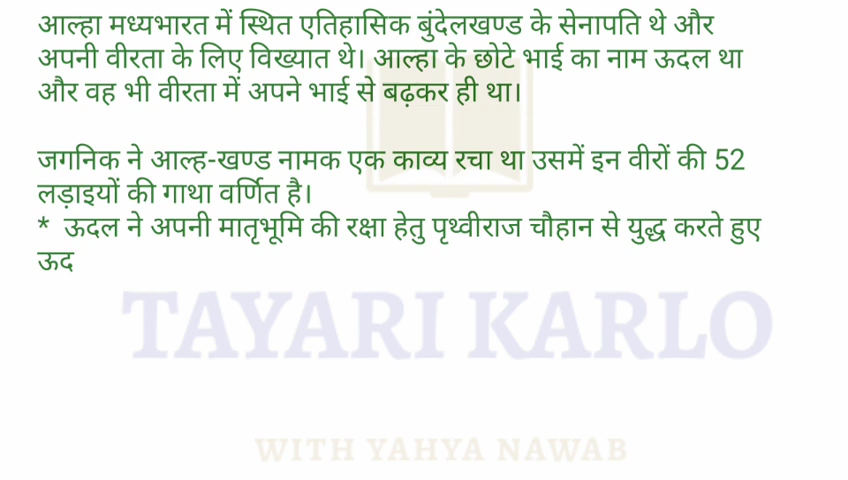 आल्हा मध्यभारत में स्थित एतिहासिक बुंदेलखण्ड के सेनापति थे और
अपनी वीरता के लिए विख्यात थे। आल्हा के छोटे भाई का नाम ऊदल था
और वह भी वीरता में अपने भाई से बढ़कर ही था।
जगनिक ने आल्ह-खण्ड नामक एक काव्य रचा था उसमें इन वीरों की 52
लड़ाइयों की गाथा वर्णित है।
* ऊदल ने अपनी मातृभूमि की रक्षा हेतु पृथ्वीराज चौहान से युद्ध करते हुए
ऊद
TAYARI KARLO
WITH YAHYA NAWAB